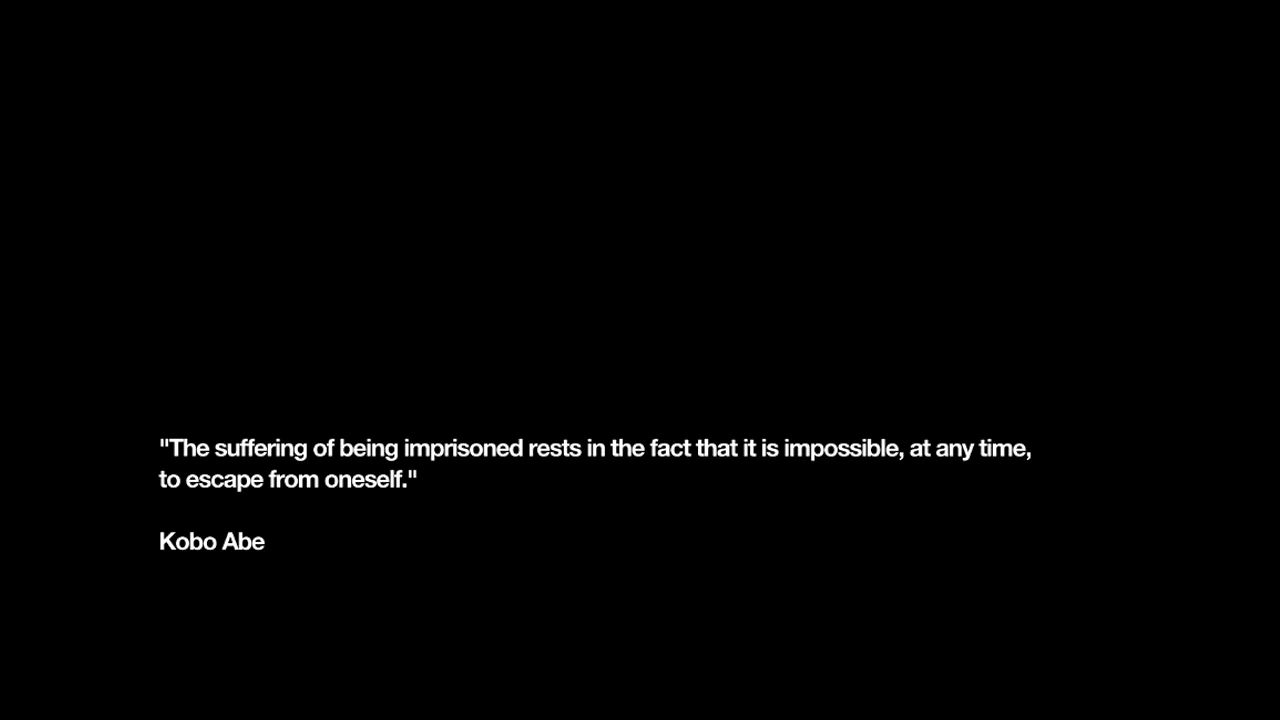 "The suffering of being imprisoned rests in the fact that it is impossible, at any time,
to escape from oneself."
Kobo Abe